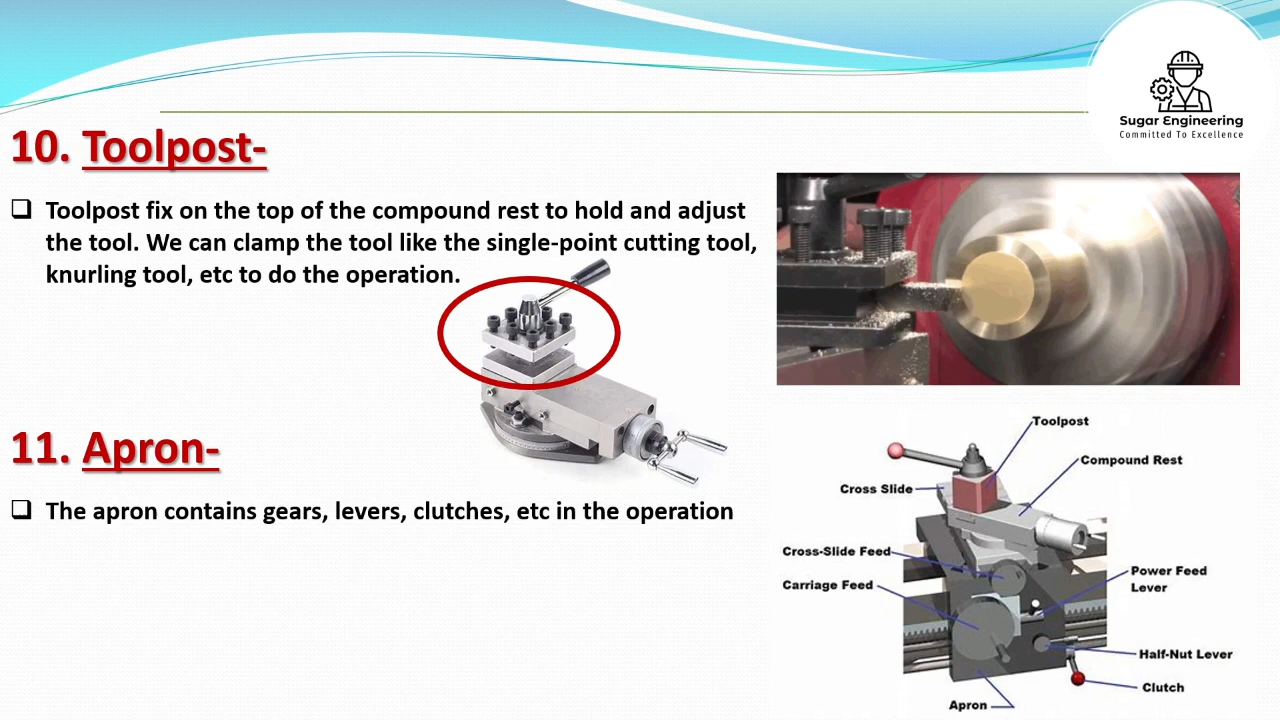 Sugar Engineering
Committed To Excellence
10. Toolpost-
Toolpost fix on the top of the compound rest to hold and adjust
the tool. We can clamp the tool like the single-point cutting tool,
knurling tool, etc to do the operation.
11. Apron-
The apron contains gears, levers, clutches, etc in the operation
Toolpost
Compound Rest
Cross Slide
Cross-Slide Feed
Carriage Feed
Power Feed
Lever
Half-Nut Lever
Clutch
Apron